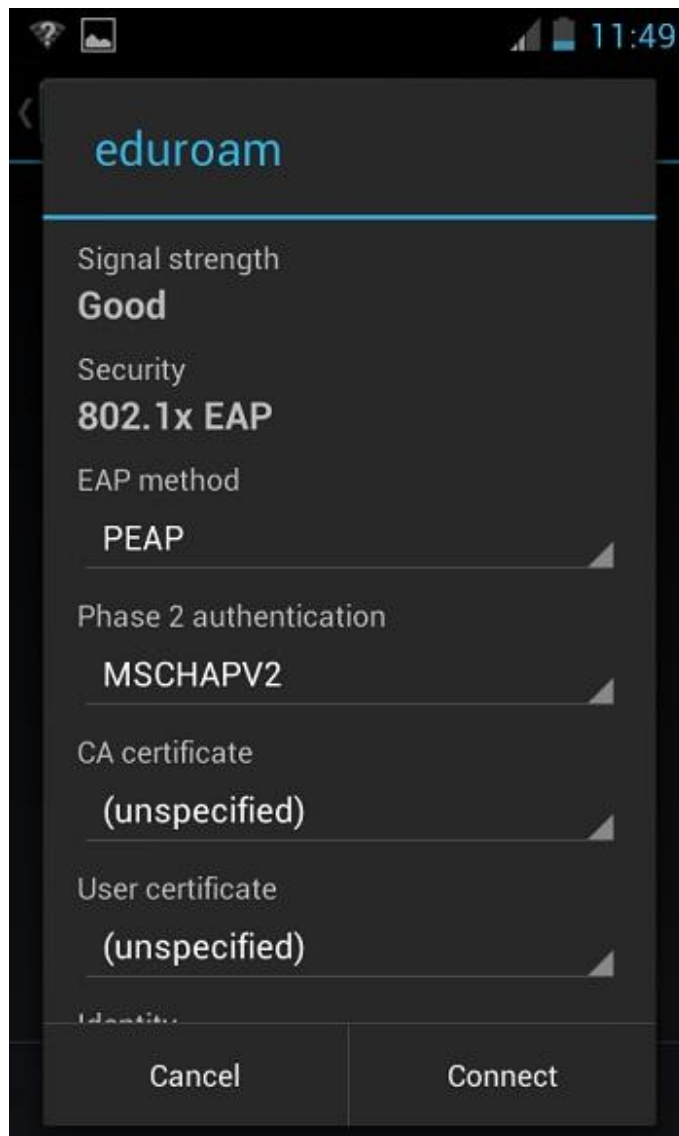 11:49
eduroam
Signal strength
Good
Security
802.1x EAP
EAP method
PEAP
Phase 2 authentication
MSCHAPV2
CA certificate
(unspecified)
User certificate
(unspecified)
Identity
Cancel Connect